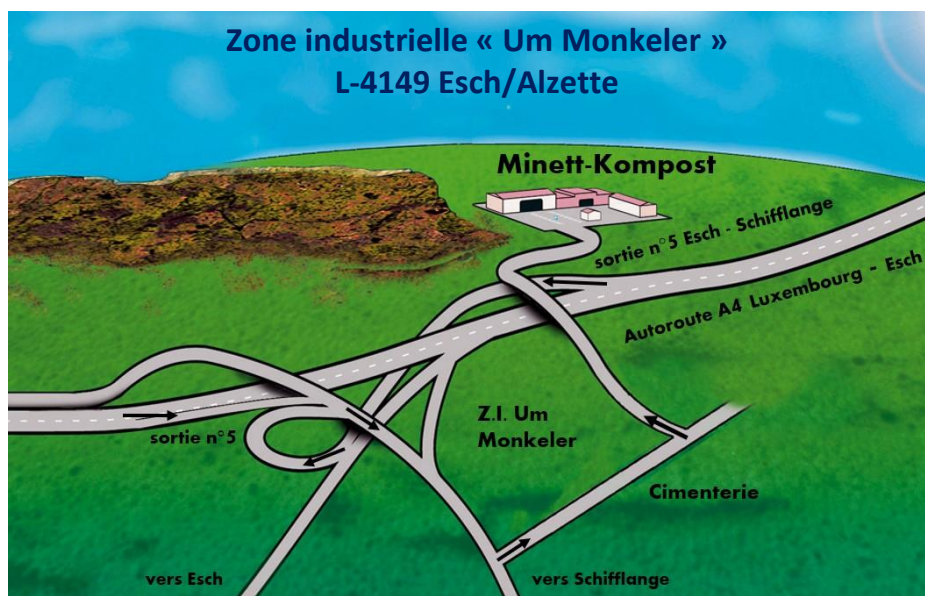 Zone industrielle « Um Monkeler »
L-4149 Esch/Alzette
Minett-Kompost
sortie n°5 Esch - Schifflange
Autoroute A4 Luxembourg - Esch
sortie n°5
Z.I. Um
Monkeler
Cimenterie
vers Esch
vers Schifflange